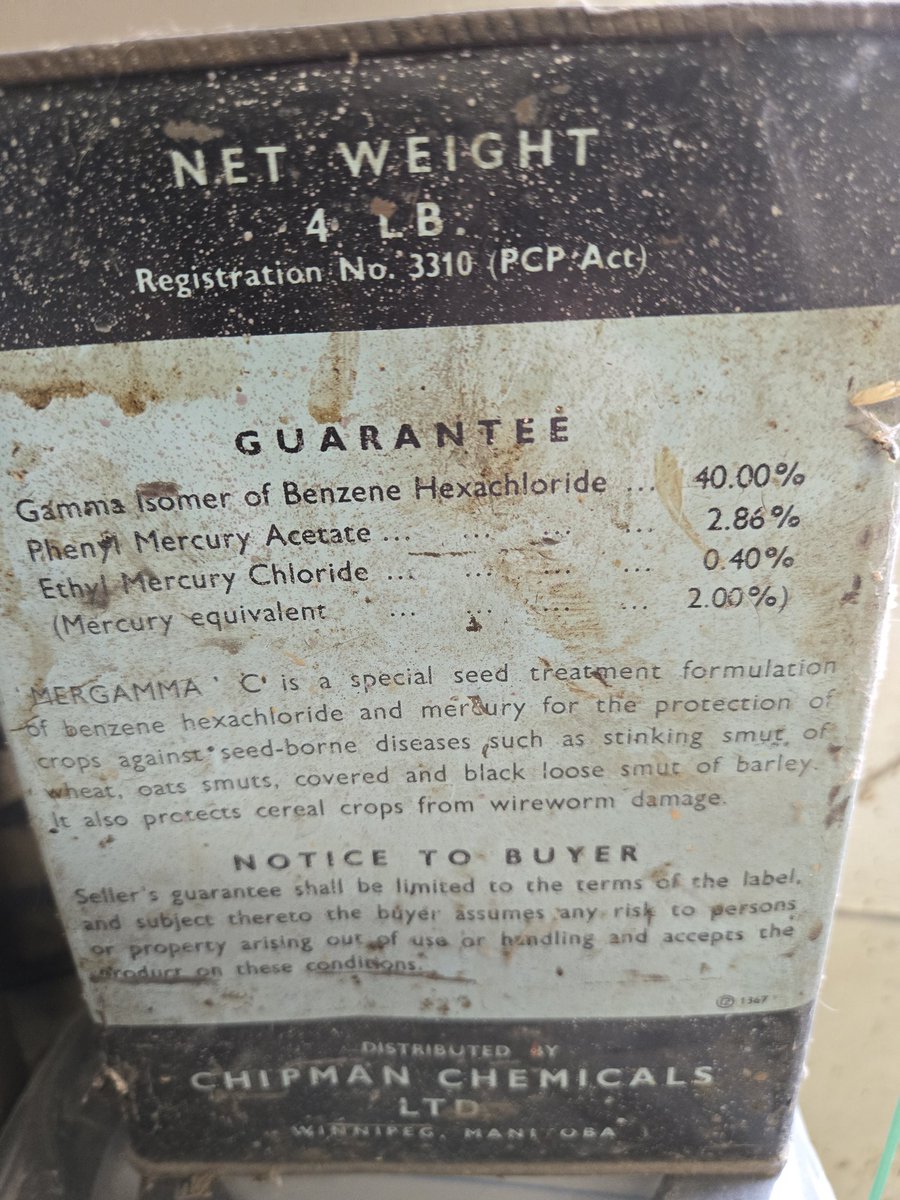 NET WEIGHT
4 LB.
Registration No. 3310 (PCP Act)
GUARANTEE
Gamma Isomer of Benzene Hexachloride ... 40.00%
Phenyl Mercury Acetate ... ... ... ... 2.86%
Ethyl Mercury Chloride ... ... ... ... 0.40%
(Mercury equivalent ... ... ... ... 2.00%)
'MERGAMMA' 'C' is a special seed treatment formulation
of benzene hexachloride and mercury for the protection of
crops against seed-borne diseases such as stinking smut of
wheat, oats smuts, covered and black loose smut of barley.
It also protects cereal crops from wireworm damage.
NOTICE TO BUYER
Seller's guarantee shall be limited to the terms of the label,
and subject thereto the buyer assumes any risk to persons
or property arising out of use or handling and accepts the
product on these conditions.
1367
DISTRIBUTED BY
CHIPMAN CHEMICALS
LTD
WINNIPEG, MANITOBA